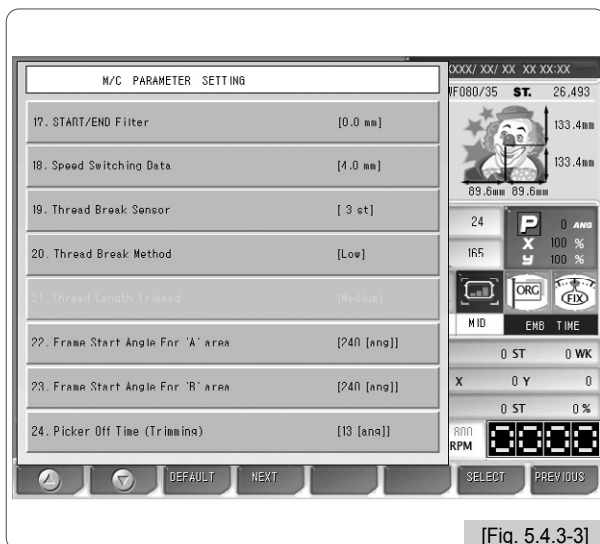 M/C PARAMETER SETTING
17. START/END Filter [0.0 mm]
18. Speed Switching Data [4.0 mm]
19. Thread Break Sensor [ 3 st]
20. Thread Break Method [Low]
21. Thread Length Trimmed [Medium]
22. Frame Start Angle For 'A' area [240 [ang]]
23. Frame Start Angle For 'B' area [240 [ang]]
24. Picker Off Time (Trimming) [13 [ang]]
DEFAULT NEXT SELECT PREVIOUS
XXX/ XX/ XX XX XX:XX
F080/35 ST. 26,493
133.4mm
133.4mm
89.6mm 89.6mm
24
165
P 0 ANG
X 100 %
Y 100 %
ORG FIX
MID EMB TIME
0 ST 0 WK
X 0 Y 0
0 ST 0 %
RPM
[Fig. 5.4.3-3]